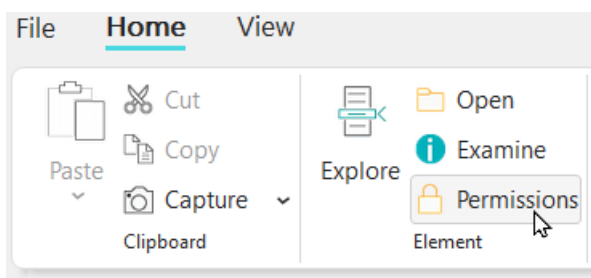 File Home View
Cut
Copy
Paste
Capture
Clipboard
Explore
Open
Examine
Permissions
Element